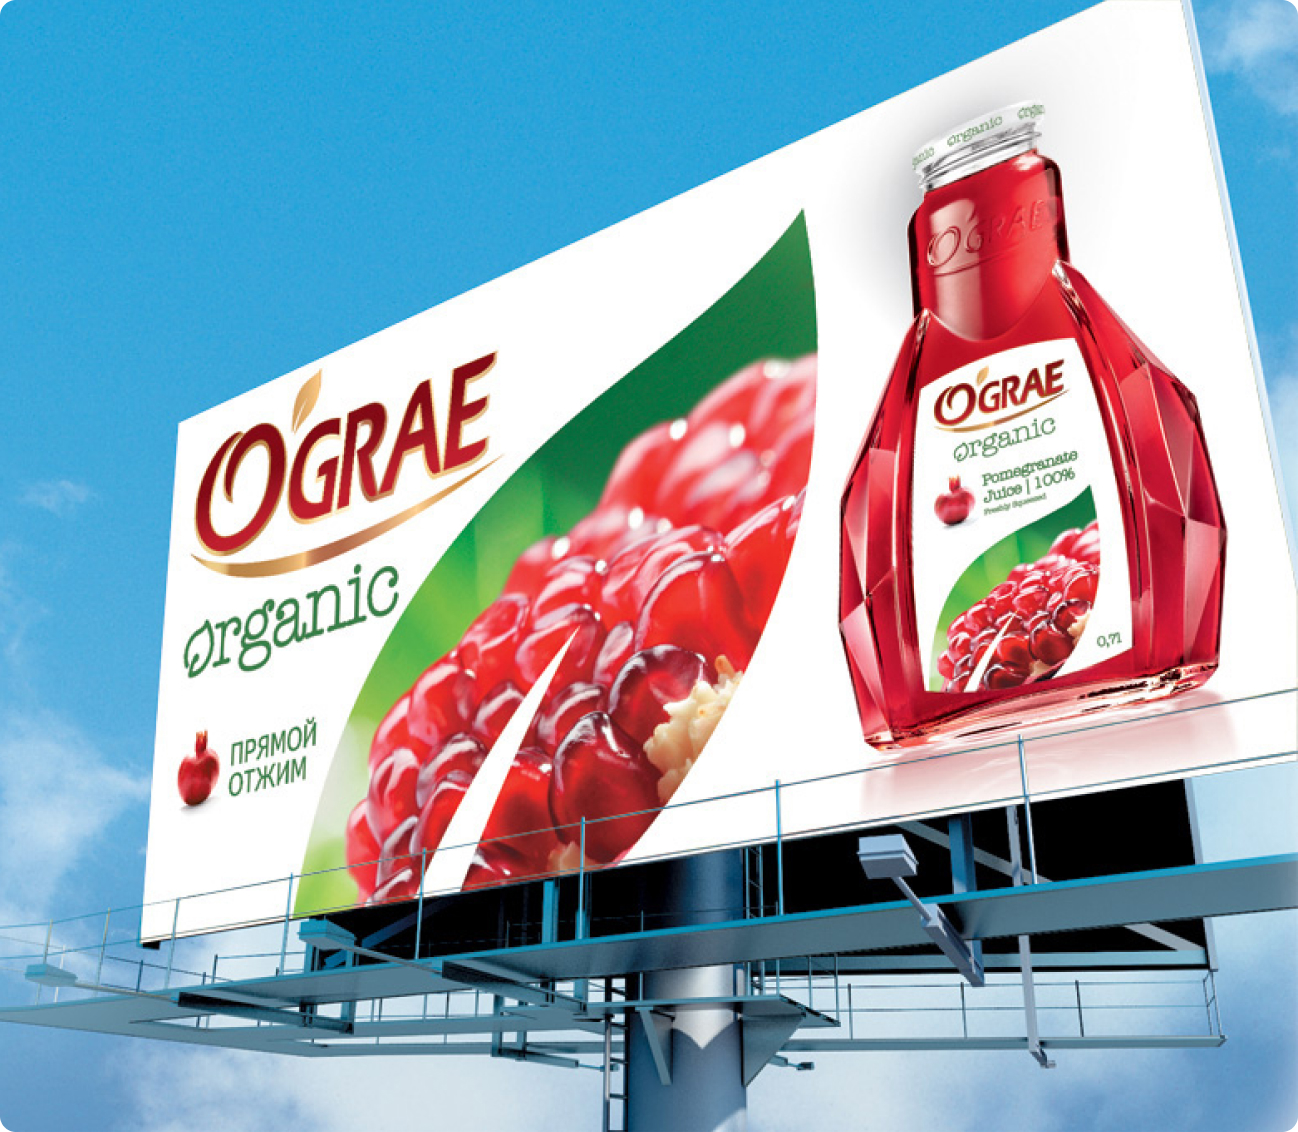 O'GRAE
organic
ПРЯМОЙ
ОТЖИМ
organic
O'GRAE
O'GRAE
organic
Pomegranate
Juice | 100%
Freshly Squeezed
0,7l